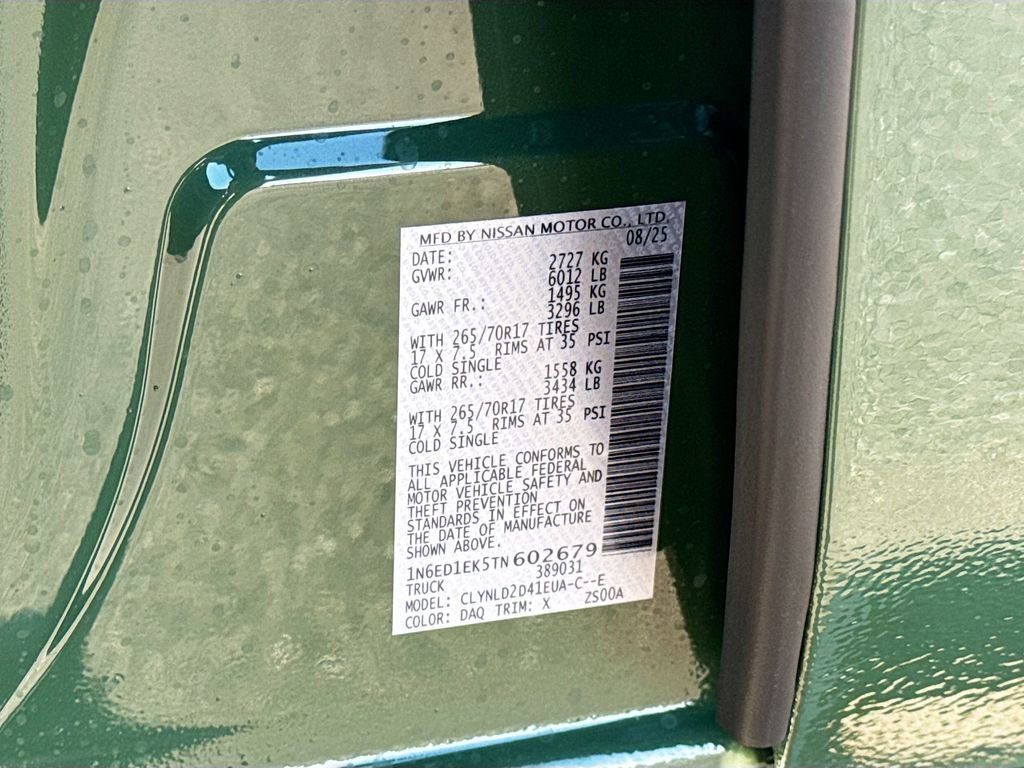 MFD BY NISSAN MOTOR CO., LTD.
DATE: 08/25
GVWR: 2727 KG
6012 LB
GAWR FR.: 1495 KG
3296 LB
WITH 265/70R17 TIRES
17 X 7.5 RIMS AT 35 PSI
COLD SINGLE
GAWR RR.: 1558 KG
3434 LB
WITH 265/70R17 TIRES
17 X 7.5 RIMS AT 35 PSI
COLD SINGLE
THIS VEHICLE CONFORMS TO
ALL APPLICABLE FEDERAL
MOTOR VEHICLE SAFETY AND
THEFT PREVENTION
STANDARDS IN EFFECT ON
THE DATE OF MANUFACTURE
SHOWN ABOVE.
1N6ED1EK5TN602679
TRUCK 389031
MODEL: CLYNLD2D41EUA-C--E
COLOR: DAQ TRIM: X ZS00A